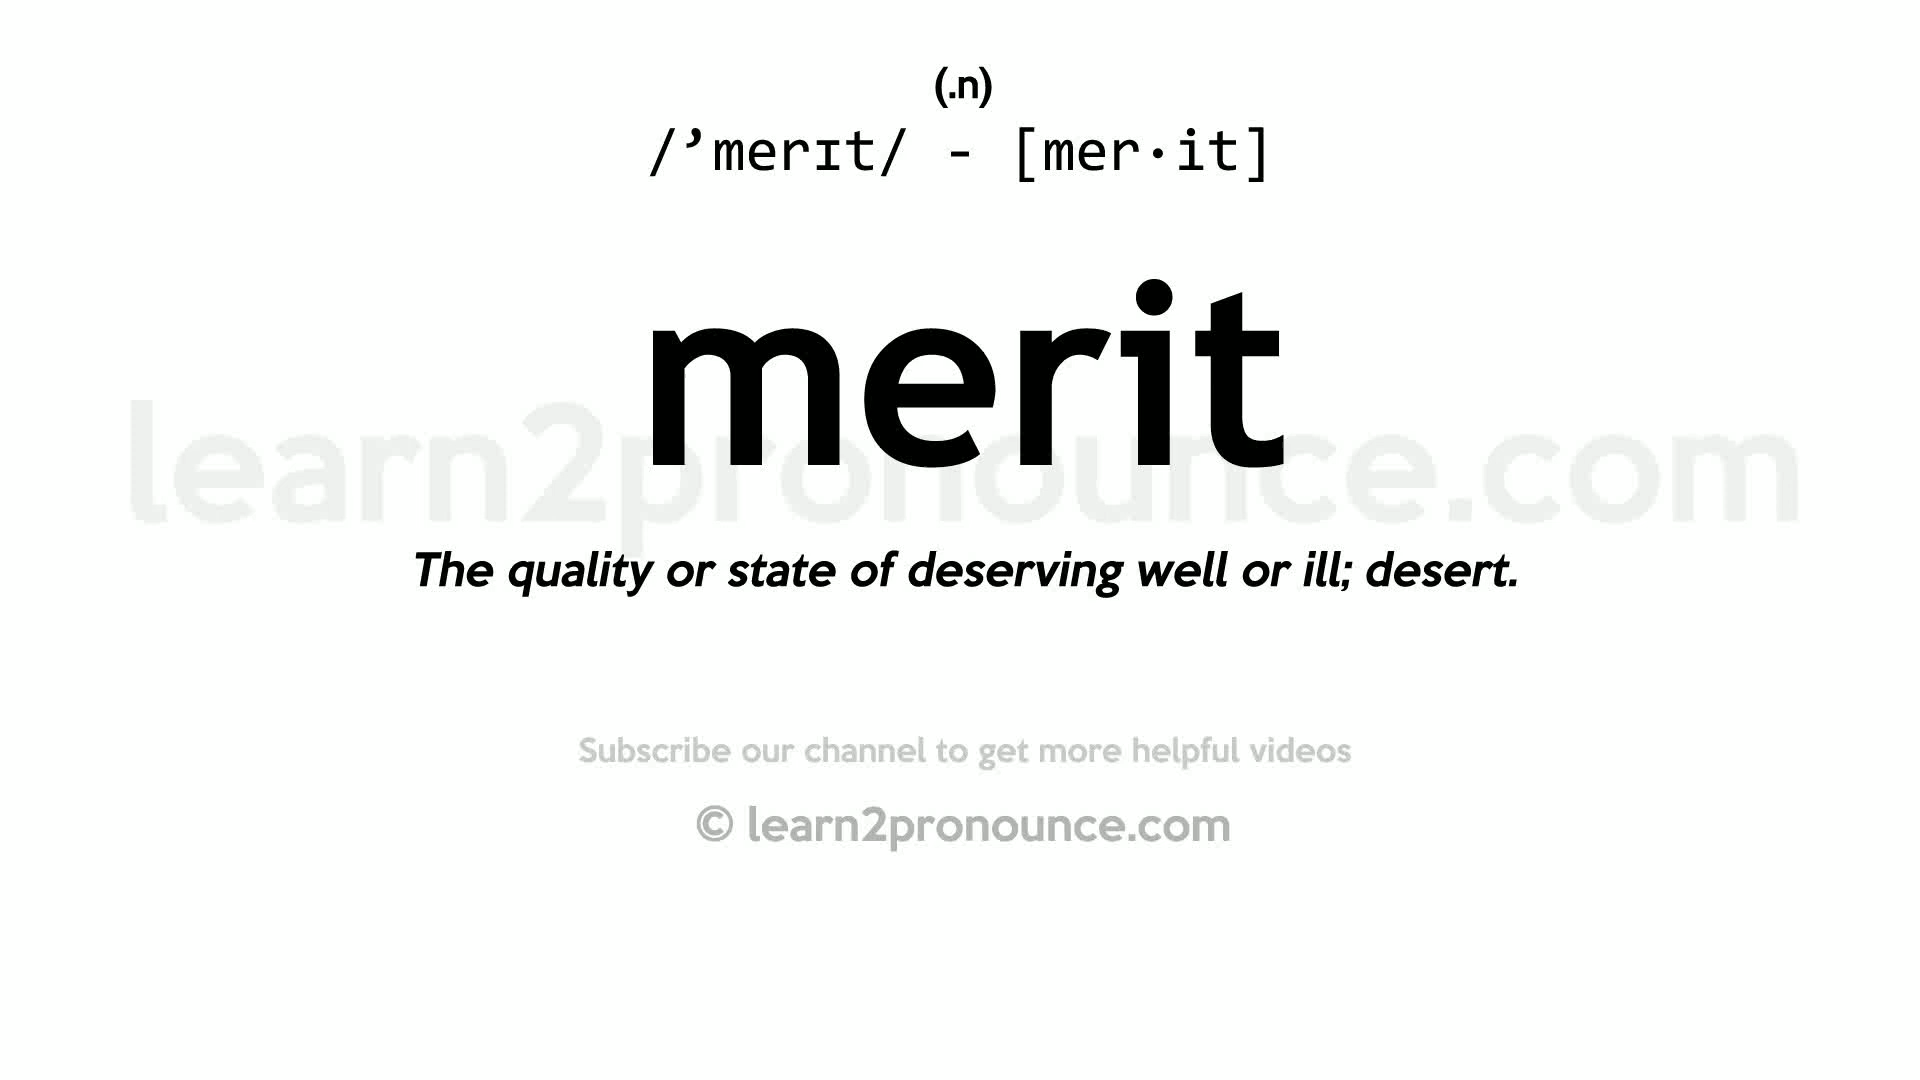 (.n)
/’merɪt/ - [mer·it]
merit
learn2pronounce.com
The quality or state of deserving well or ill; desert.
Subscribe our channel to get more helpful videos
© learn2pronounce.com